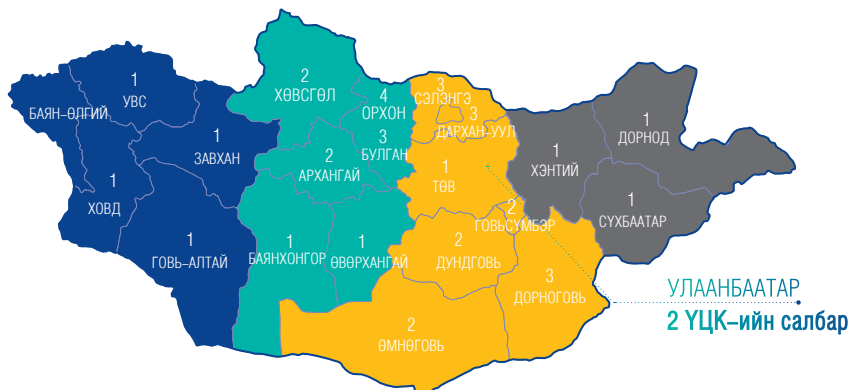 1
УВС
БАЯН–ӨЛГИЙ
1
ЗАВХАН
1
ХОВД
1
ГОВЬ–АЛТАЙ
2
ХӨВСГӨЛ
4
ОРХОН
3
БУЛГАН
2
АРХАНГАЙ
1
БАЯНХОНГОР
1
ӨВӨРХАНГАЙ
3
СЭЛЭНГЭ
3
ДАРХАН–УУЛ
1
ТӨВ
2
ГОВЬСҮМБЭР
2
ДУНДГОВЬ
3
ДОРНОГОВЬ
2
ӨМНӨГОВЬ
1
ХЭНТИЙ
1
ДОРНОД
1
СҮХБААТАР
УЛААНБААТАР
2 ҮЦК–ийн салбар